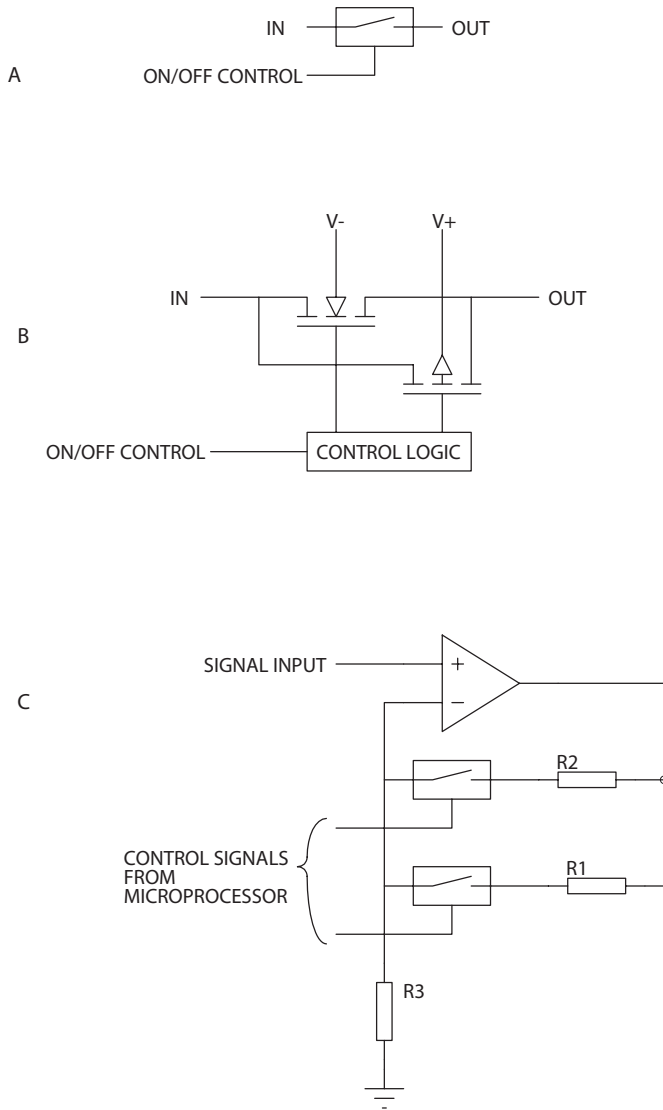 IN OUT
A
ON/OFF CONTROL
V- V+
IN OUT
B
ON/OFF CONTROL CONTROL LOGIC
SIGNAL INPUT +
C
−
R2
R1
CONTROL SIGNALS
FROM
MICROPROCESSOR
R3